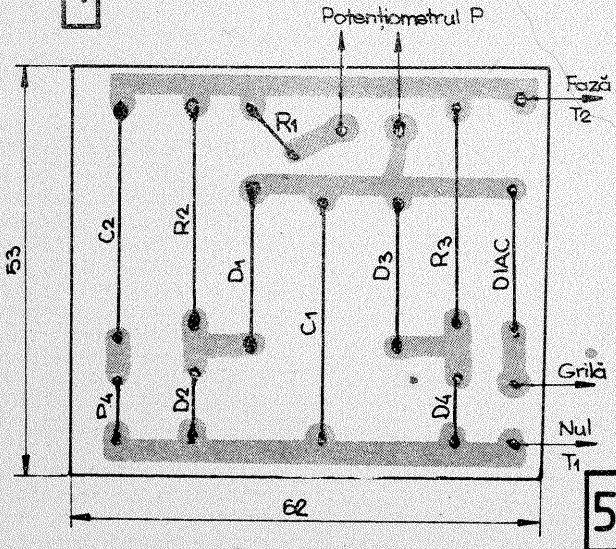 Potențiometrul P
Fază
T2
R1
C2
R2
D1
C1
D3
R3
DIAC
53
P4
D2
D4
Grilă
Nul
T1
62
5